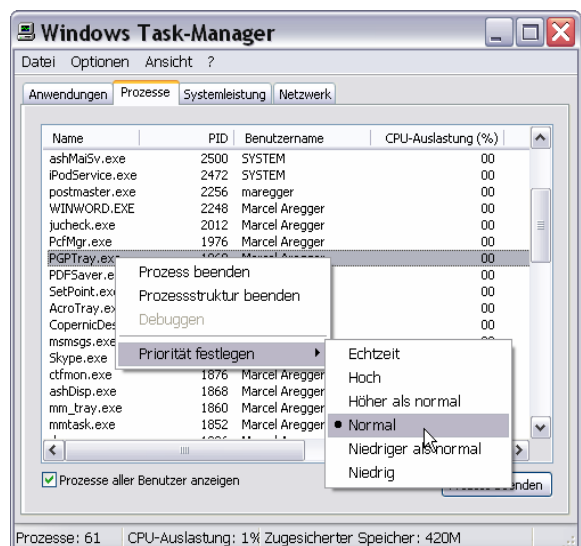 Windows Task-Manager
Datei Optionen Ansicht ?
Anwendungen Prozesse Systemleistung Netzwerk
Name PID Benutzername CPU-Auslastung (%)
ashMaiSv.exe 2500 SYSTEM 00
iPodService.exe 2472 SYSTEM 00
postmaster.exe 2256 maregger 00
WINWORD.EXE 2248 Marcel Aregger 00
jucheck.exe 2012 Marcel Aregger 00
PcfMgr.exe 1976 Marcel Aregger 00
PGPTray.exe 1968 Marcel Aregger 00
PDFSaver.e 00
SetPoint.ex 00
AcroTray.ex 00
CopernicDes 00
msmsgs.exe
Skype.exe
ctfmon.exe 1876 Marcel Aregger
ashDisp.exe 1868 Marcel Aregger
mm_tray.exe 1860 Marcel Aregger
mmtask.exe 1852 Marcel Aregger
Prozess beenden
Prozessstruktur beenden
Debuggen
Priorität festlegen
Echtzeit
Hoch
Höher als normal
Normal
Niedriger als normal
Niedrig
Prozesse aller Benutzer anzeigen
Prozesse: 61 CPU-Auslastung: 1% Zugesicherter Speicher: 420M